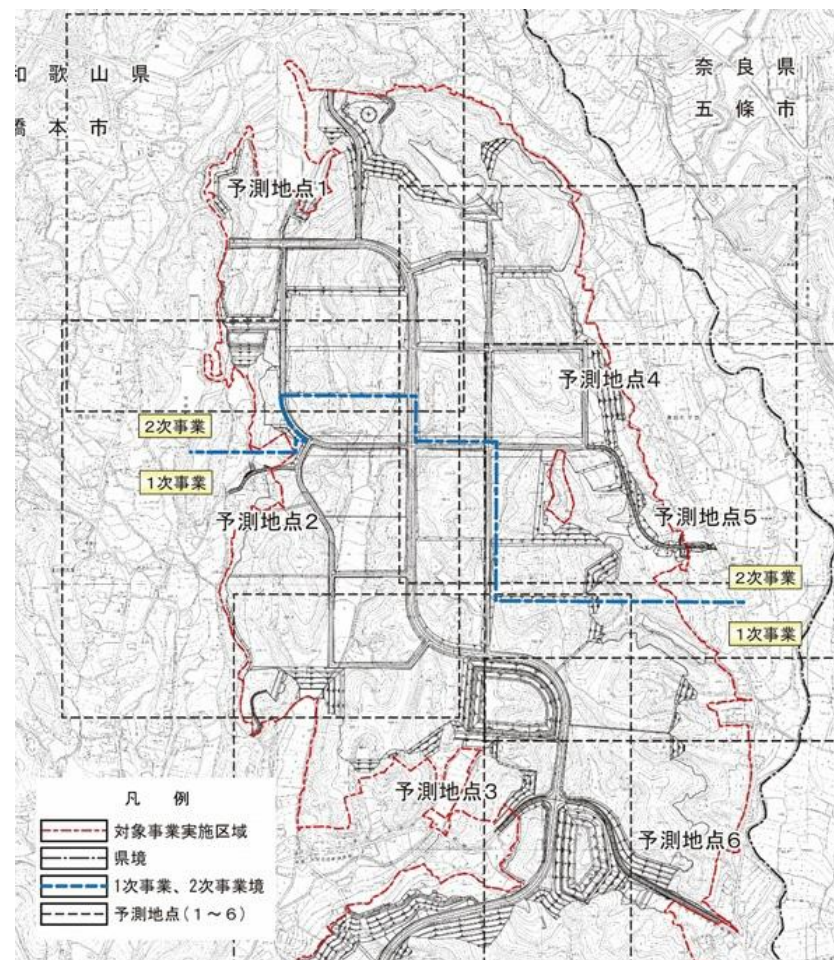 和歌山県
橋本市
奈良県
五條市
予測地点1
予測地点4
2次事業
1次事業
予測地点2
予測地点5
2次事業
1次事業
予測地点3
予測地点6
凡 例
対象事業実施区域
県境
1次事業、2次事業境
予測地点(1～6)